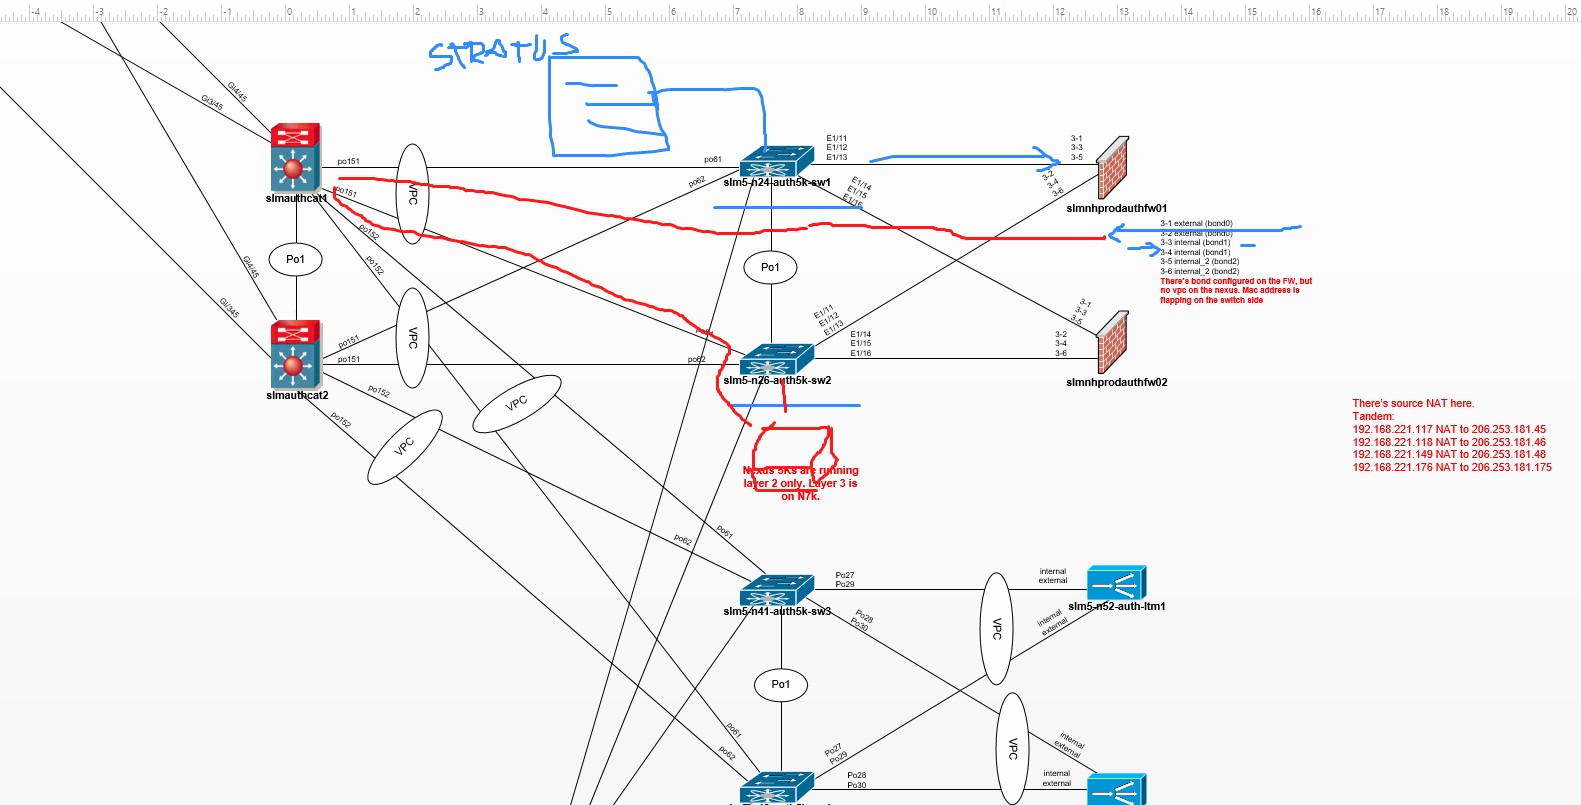 -4 -3 -2 -1 0 1 2 3 4 5 6 7 8 9 10 11 12 13 14 15 16 17 18 19 20
STRATUS
Gi4/45
Gi3/45
po151
po61
E1/11
E1/12
E1/13
3-1
3-3
3-5
po151
VPC
po62
slm5-n24-auth5k-sw1
E1/14
E1/15
E1/16
3-2
3-4
3-6
slmauthcat1
slmnhprodauthfw01
po152
po152
3-1 external (bond0)
3-2 external (bond0)
3-3 internal (bond1)
3-4 internal (bond1)
3-5 internal_2 (bond2)
3-6 internal_2 (bond2)
There's bond configured on the FW, but
no vpc on the nexus. Mac address is
flapping on the switch side
Po1
Po1
Gi4/45
Gi/345
E1/11
E1/12
E1/13
3-1
3-3
3-5
po151
VPC
po151
po62
E1/14
E1/15
E1/16
3-2
3-4
3-6
slm5-n26-auth5k-sw2
slmnhprodauthfw02
slmauthcat2
po152
po152
VPC
VPC
There's source NAT here.
Tandem:
192.168.221.117 NAT to 206.253.181.45
192.168.221.118 NAT to 206.253.181.46
192.168.221.149 NAT to 206.253.181.48
192.168.221.176 NAT to 206.253.181.175
Nexus 5Ks are running
layer 2 only. Layer 3 is
on N7k.
po61
po62
Po27
Po29
internal
external
slm5-n41-auth5k-sw3
slm5-n52-auth-ltm1
Po28
Po30
internal
external
VPC
Po1
po61
po62
Po27
Po29
VPC
internal
external
Po28
Po30
internal
external